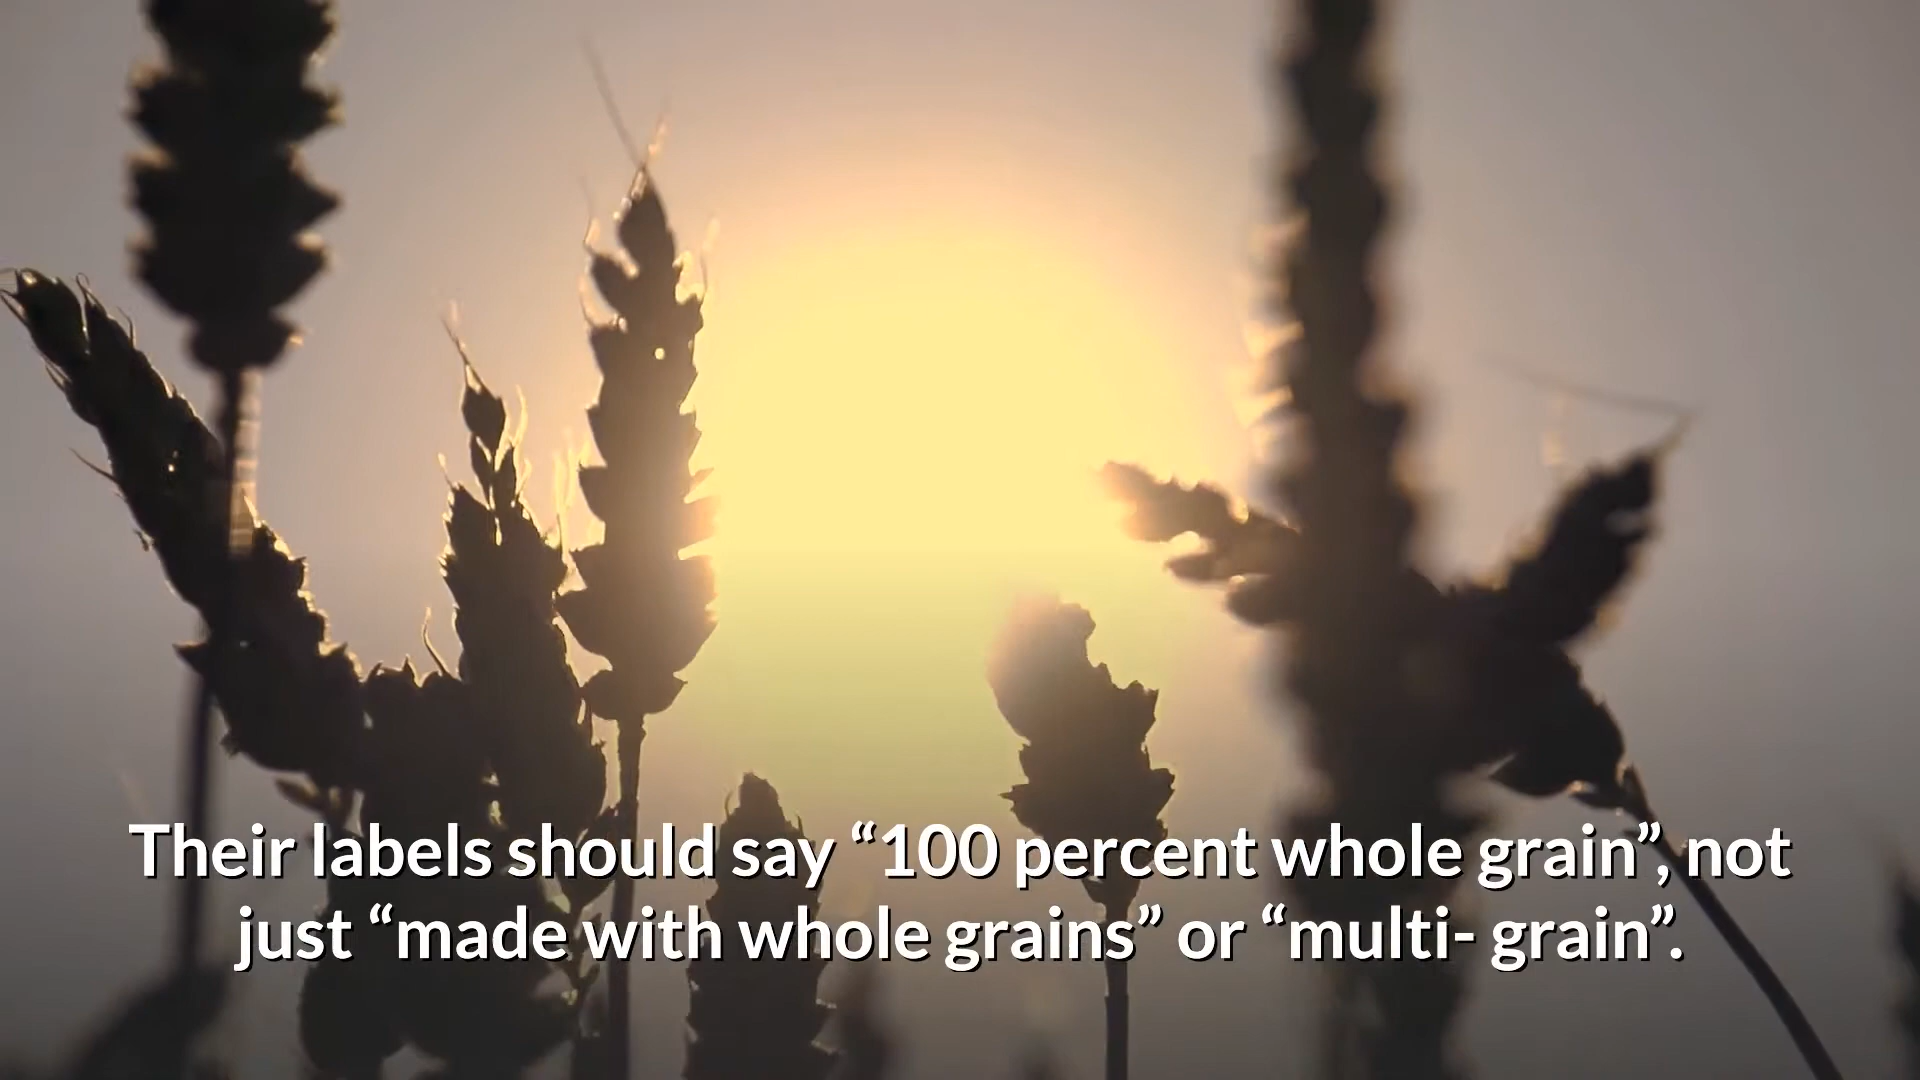 Their labels should say “100 percent whole grain”, not
just “made with whole grains” or “multi- grain”.